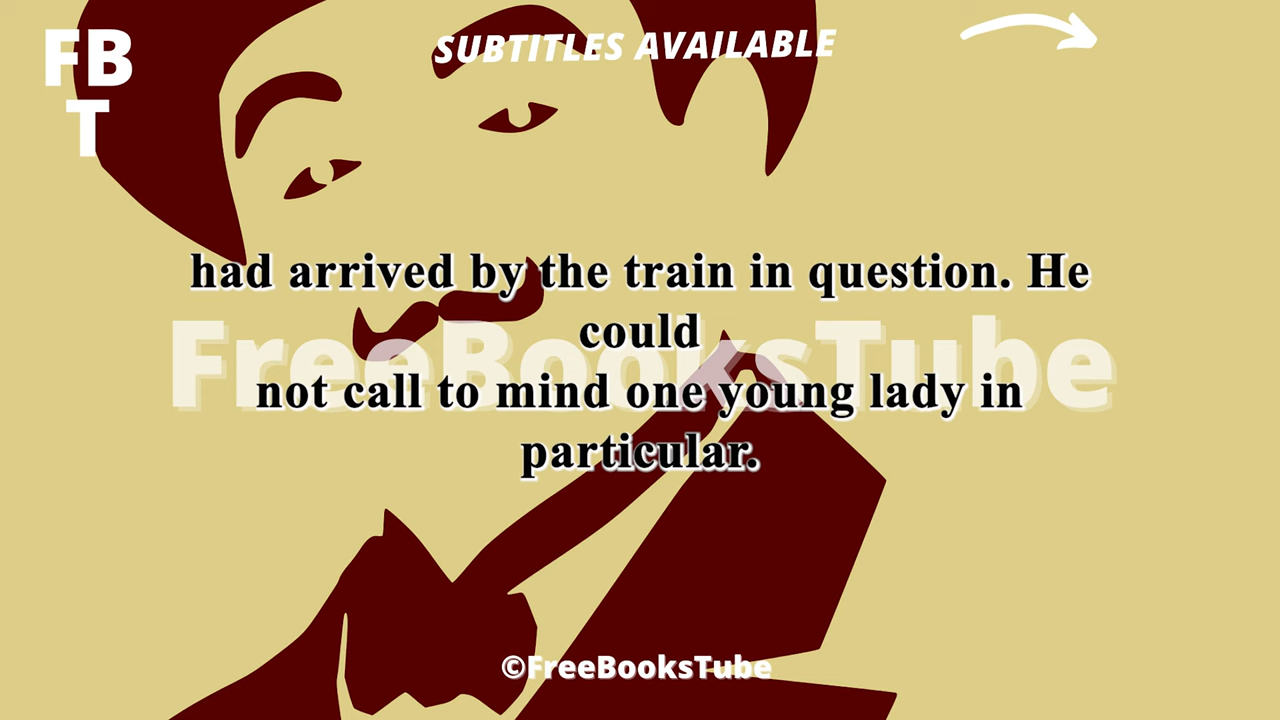 FB
T
SUBTITLES AVAILABLE
had arrived by the train in question. He
could
FreeBooksTube
not call to mind one young lady in
particular.
©FreeBooksTube